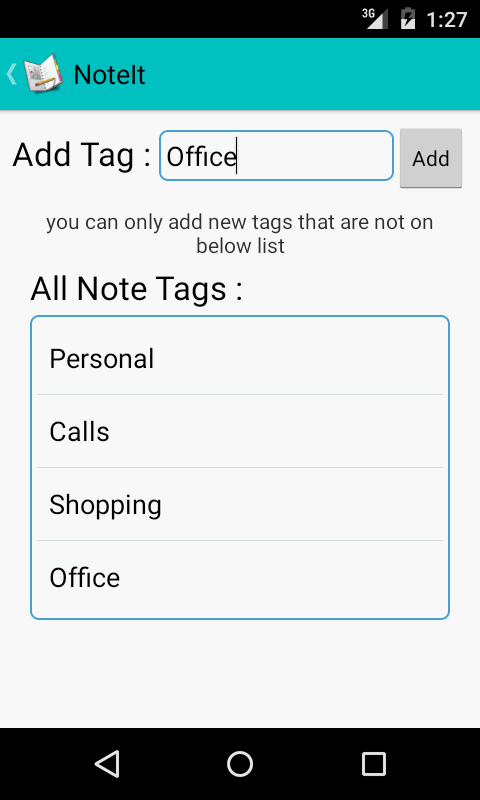 3G 1:27
NoteIt
Add Tag : Office Add
you can only add new tags that are not on
below list
All Note Tags :
Personal
Calls
Shopping
Office